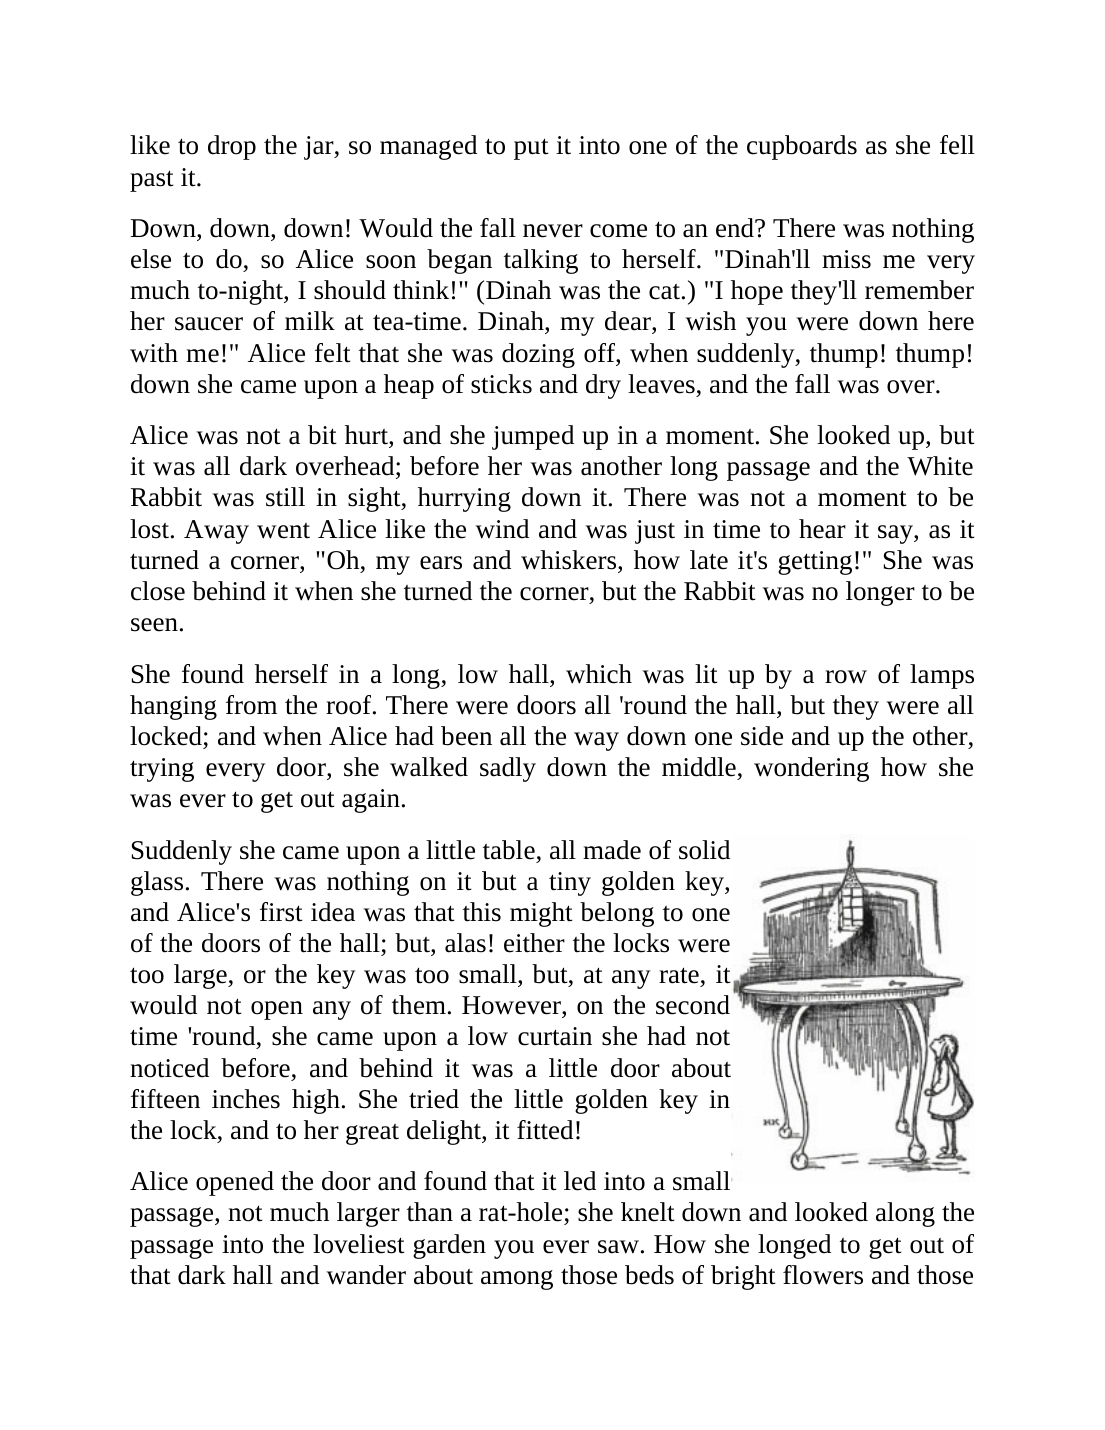 like to drop the jar, so managed to put it into one of the cupboards as she fell
past it.
Down, down, down! Would the fall never come to an end? There was nothing
else to do, so Alice soon began talking to herself. "Dinah'll miss me very
much to-night, I should think!" (Dinah was the cat.) "I hope they'll remember
her saucer of milk at tea-time. Dinah, my dear, I wish you were down here
with me!" Alice felt that she was dozing off, when suddenly, thump! thump!
down she came upon a heap of sticks and dry leaves, and the fall was over.
Alice was not a bit hurt, and she jumped up in a moment. She looked up, but
it was all dark overhead; before her was another long passage and the White
Rabbit was still in sight, hurrying down it. There was not a moment to be
lost. Away went Alice like the wind and was just in time to hear it say, as it
turned a corner, "Oh, my ears and whiskers, how late it's getting!" She was
close behind it when she turned the corner, but the Rabbit was no longer to be
seen.
She found herself in a long, low hall, which was lit up by a row of lamps
hanging from the roof. There were doors all 'round the hall, but they were all
locked; and when Alice had been all the way down one side and up the other,
trying every door, she walked sadly down the middle, wondering how she
was ever to get out again.
Suddenly she came upon a little table, all made of solid
glass. There was nothing on it but a tiny golden key,
and Alice's first idea was that this might belong to one
of the doors of the hall; but, alas! either the locks were
too large, or the key was too small, but, at any rate, it
would not open any of them. However, on the second
time 'round, she came upon a low curtain she had not
noticed before, and behind it was a little door about
fifteen inches high. She tried the little golden key in
the lock, and to her great delight, it fitted!
Alice opened the door and found that it led into a small
passage, not much larger than a rat-hole; she knelt down and looked along the
passage into the loveliest garden you ever saw. How she longed to get out of
that dark hall and wander about among those beds of bright flowers and those